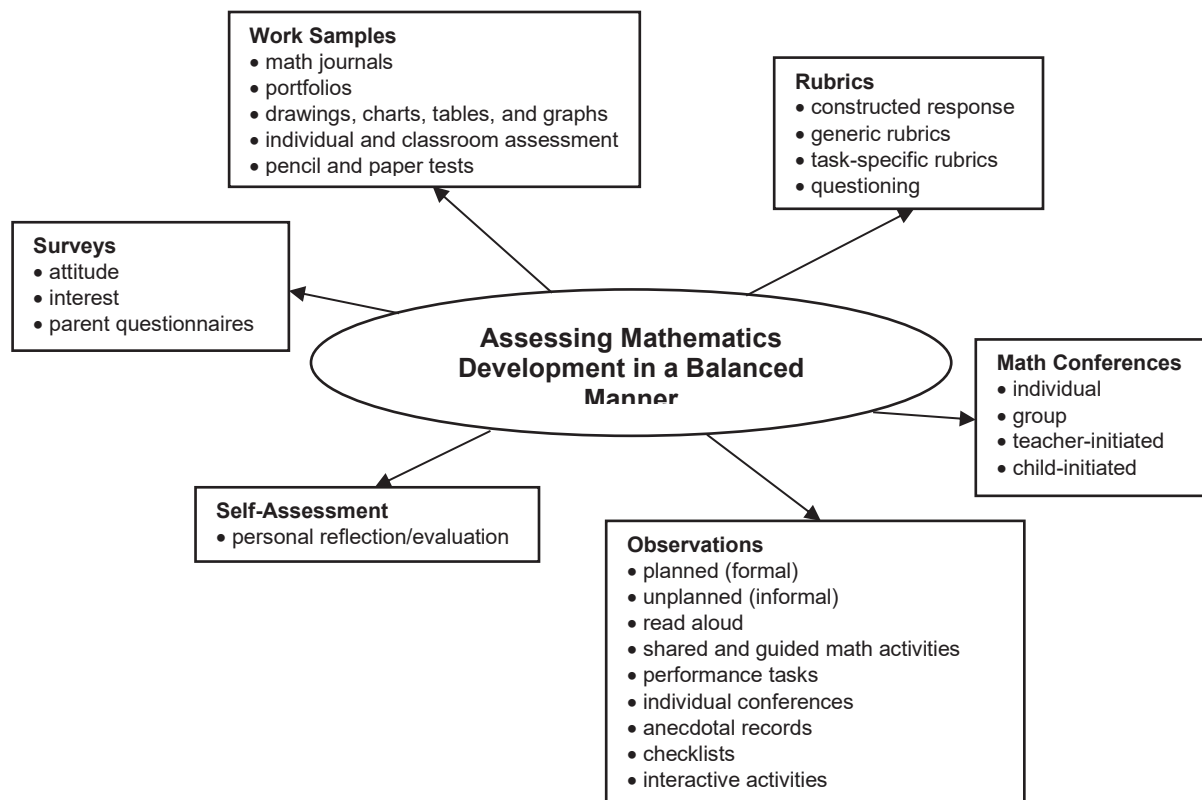 Work Samples
• math journals
• portfolios
• drawings, charts, tables, and graphs
• individual and classroom assessment
• pencil and paper tests
Rubrics
• constructed response
• generic rubrics
• task-specific rubrics
• questioning
Surveys
• attitude
• interest
• parent questionnaires
Assessing Mathematics
Development in a Balanced
Manner
Math Conferences
• individual
• group
• teacher-initiated
• child-initiated
Self-Assessment
• personal reflection/evaluation
Observations
• planned (formal)
• unplanned (informal)
• read aloud
• shared and guided math activities
• performance tasks
• individual conferences
• anecdotal records
• checklists
• interactive activities